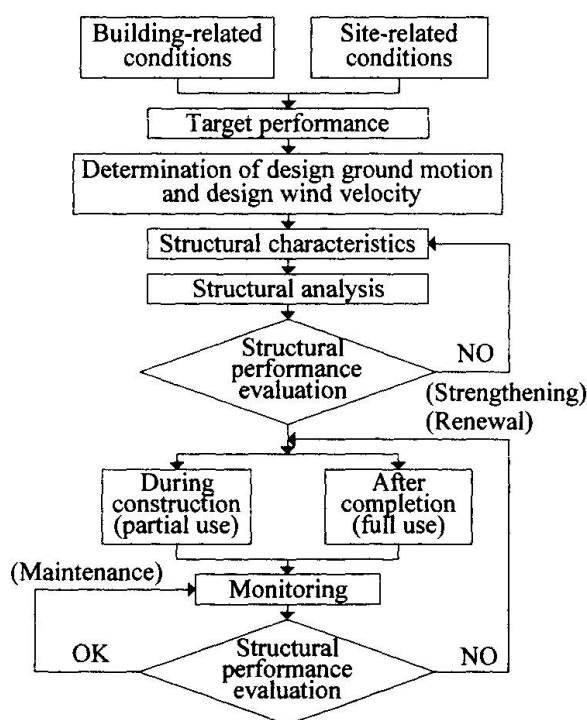 Building-related
conditions
Site-related
conditions
Target performance
Determination of design ground motion
and design wind velocity
Structural characteristics
Structural analysis
Structural
performance
evaluation
NO
(Strengthening)
(Renewal)
During
construction
(partial use)
After
completion
(full use)
(Maintenance)
Monitoring
OK
Structural
performance
evaluation
NO